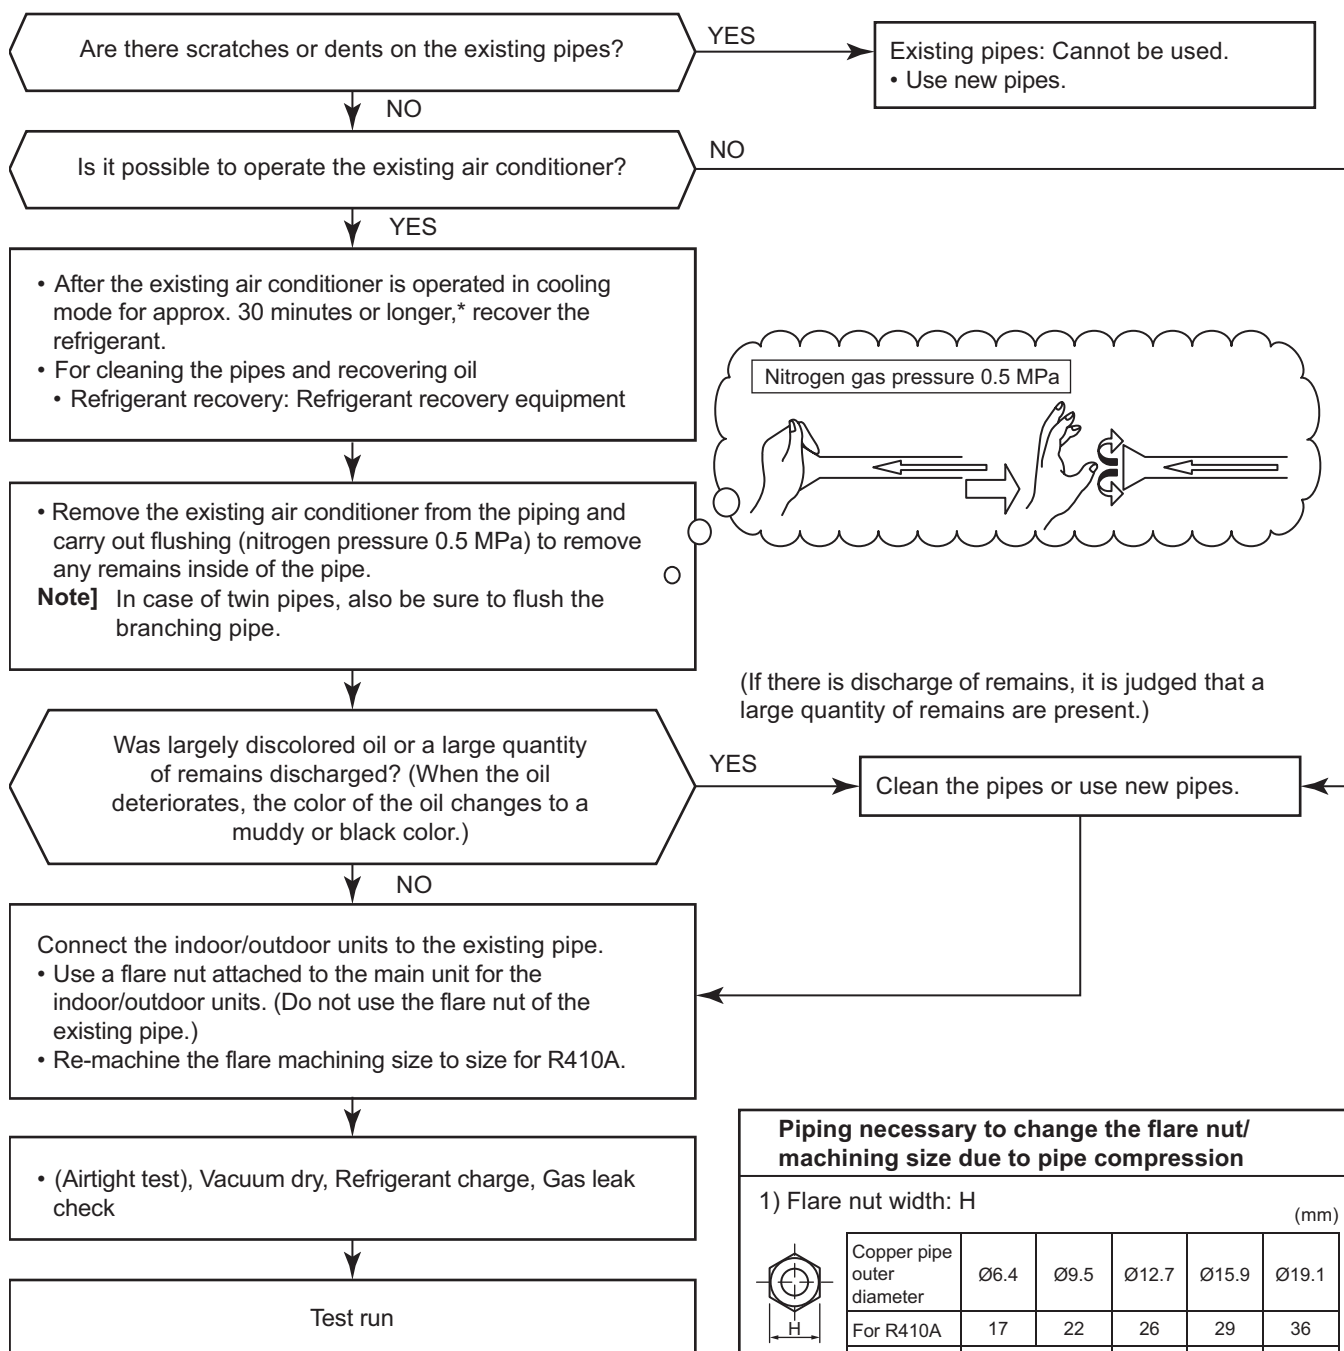 Are there scratches or dents on the existing pipes?
YES
Existing pipes: Cannot be used.
• Use new pipes.
NO
Is it possible to operate the existing air conditioner?
NO
YES
• After the existing air conditioner is operated in cooling
mode for approx. 30 minutes or longer,* recover the
refrigerant.
• For cleaning the pipes and recovering oil
• Refrigerant recovery: Refrigerant recovery equipment
Nitrogen gas pressure 0.5 MPa
• Remove the existing air conditioner from the piping and
carry out flushing (nitrogen pressure 0.5 MPa) to remove
any remains inside of the pipe.
Note] In case of twin pipes, also be sure to flush the
branching pipe.
(If there is discharge of remains, it is judged that a
large quantity of remains are present.)
Was largely discolored oil or a large quantity
of remains discharged? (When the oil
deteriorates, the color of the oil changes to a
muddy or black color.)
YES
Clean the pipes or use new pipes.
NO
Connect the indoor/outdoor units to the existing pipe.
• Use a flare nut attached to the main unit for the
indoor/outdoor units. (Do not use the flare nut of the
existing pipe.)
• Re-machine the flare machining size to size for R410A.
• (Airtight test), Vacuum dry, Refrigerant charge, Gas leak
check
Test run
Piping necessary to change the flare nut/
machining size due to pipe compression
1) Flare nut width: H
(mm)
Copper pipe
outer
diameter
Ø6.4 Ø9.5 Ø12.7 Ø15.9 Ø19.1
H
For R410A 17 22 26 29 36